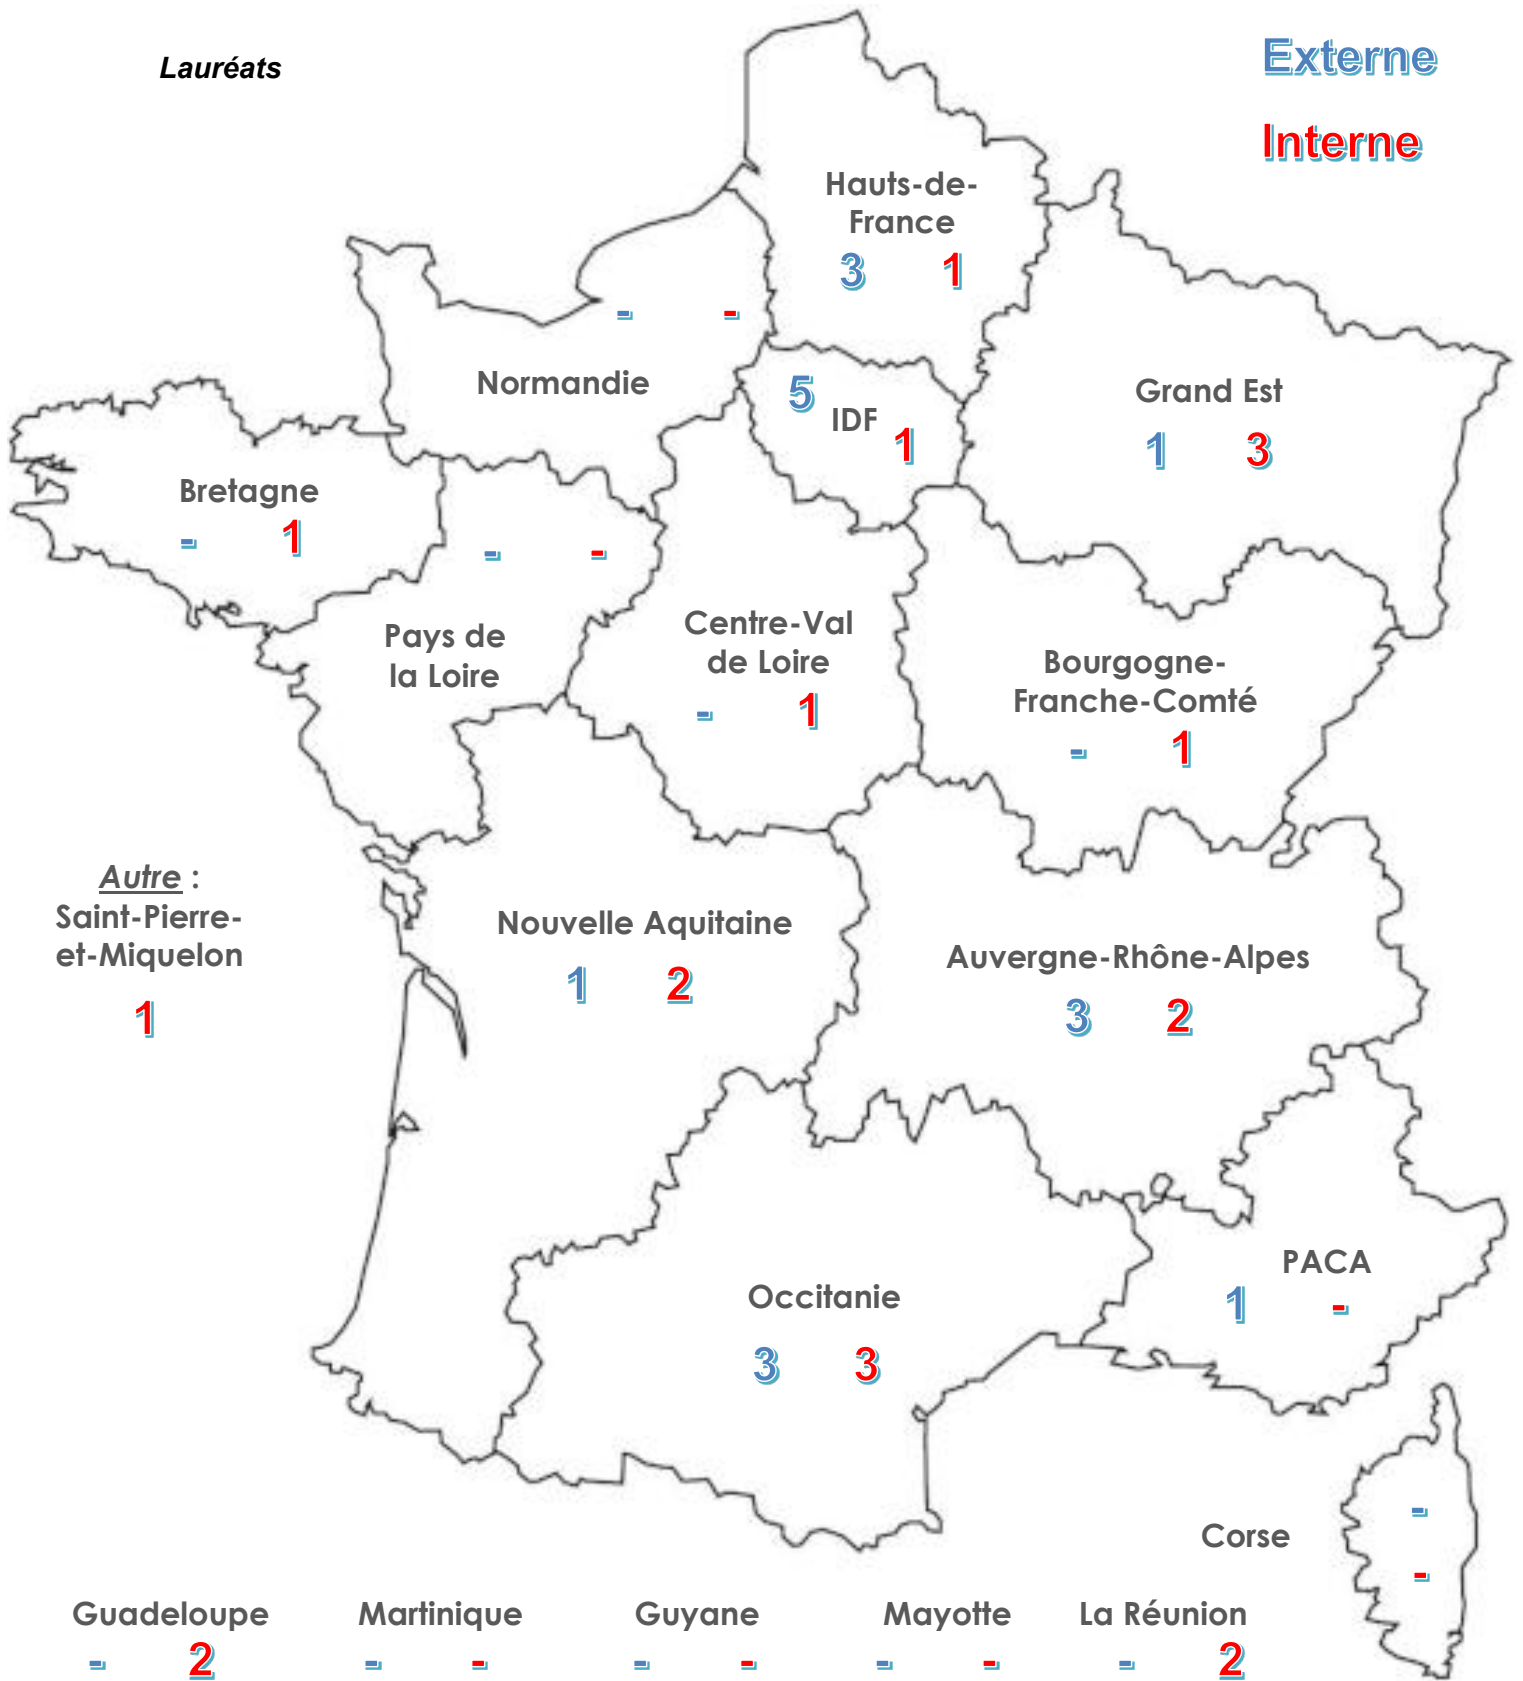 Lauréats
Externe
Interne
Hauts-de-
France
3 1
- -
Normandie
5
IDF
1
Grand Est
1 3
Bretagne
- 1
- -
Pays de
la Loire
Centre-Val
de Loire
- 1
Bourgogne-
Franche-Comté
- 1
Autre :
Saint-Pierre-
et-Miquelon
1
Nouvelle Aquitaine
1 2
Auvergne-Rhône-Alpes
3 2
PACA
1 -
Occitanie
3 3
-
Corse
-
Guadeloupe
- 2
Martinique
- -
Guyane
- -
Mayotte
- -
La Réunion
- 2